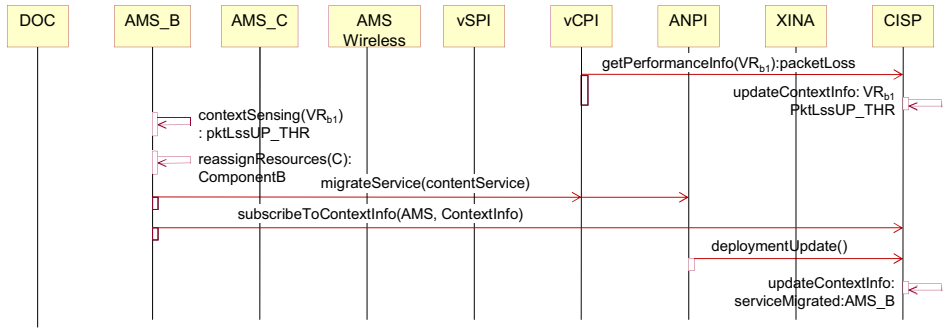 DOC
AMS_B
AMS_C
AMS
Wireless
vSPI
vCPI
ANPI
XINA
CISP
getPerformanceInfo(VRb1):packetLoss
updateContextInfo: VRb1
PktLssUP_THR
contextSensing(VRb1)
: pktLssUP_THR
reassignResources(C):
ComponentB
migrateService(contentService)
subscribeToContextInfo(AMS, ContextInfo)
deploymentUpdate()
updateContextInfo:
serviceMigrated:AMS_B